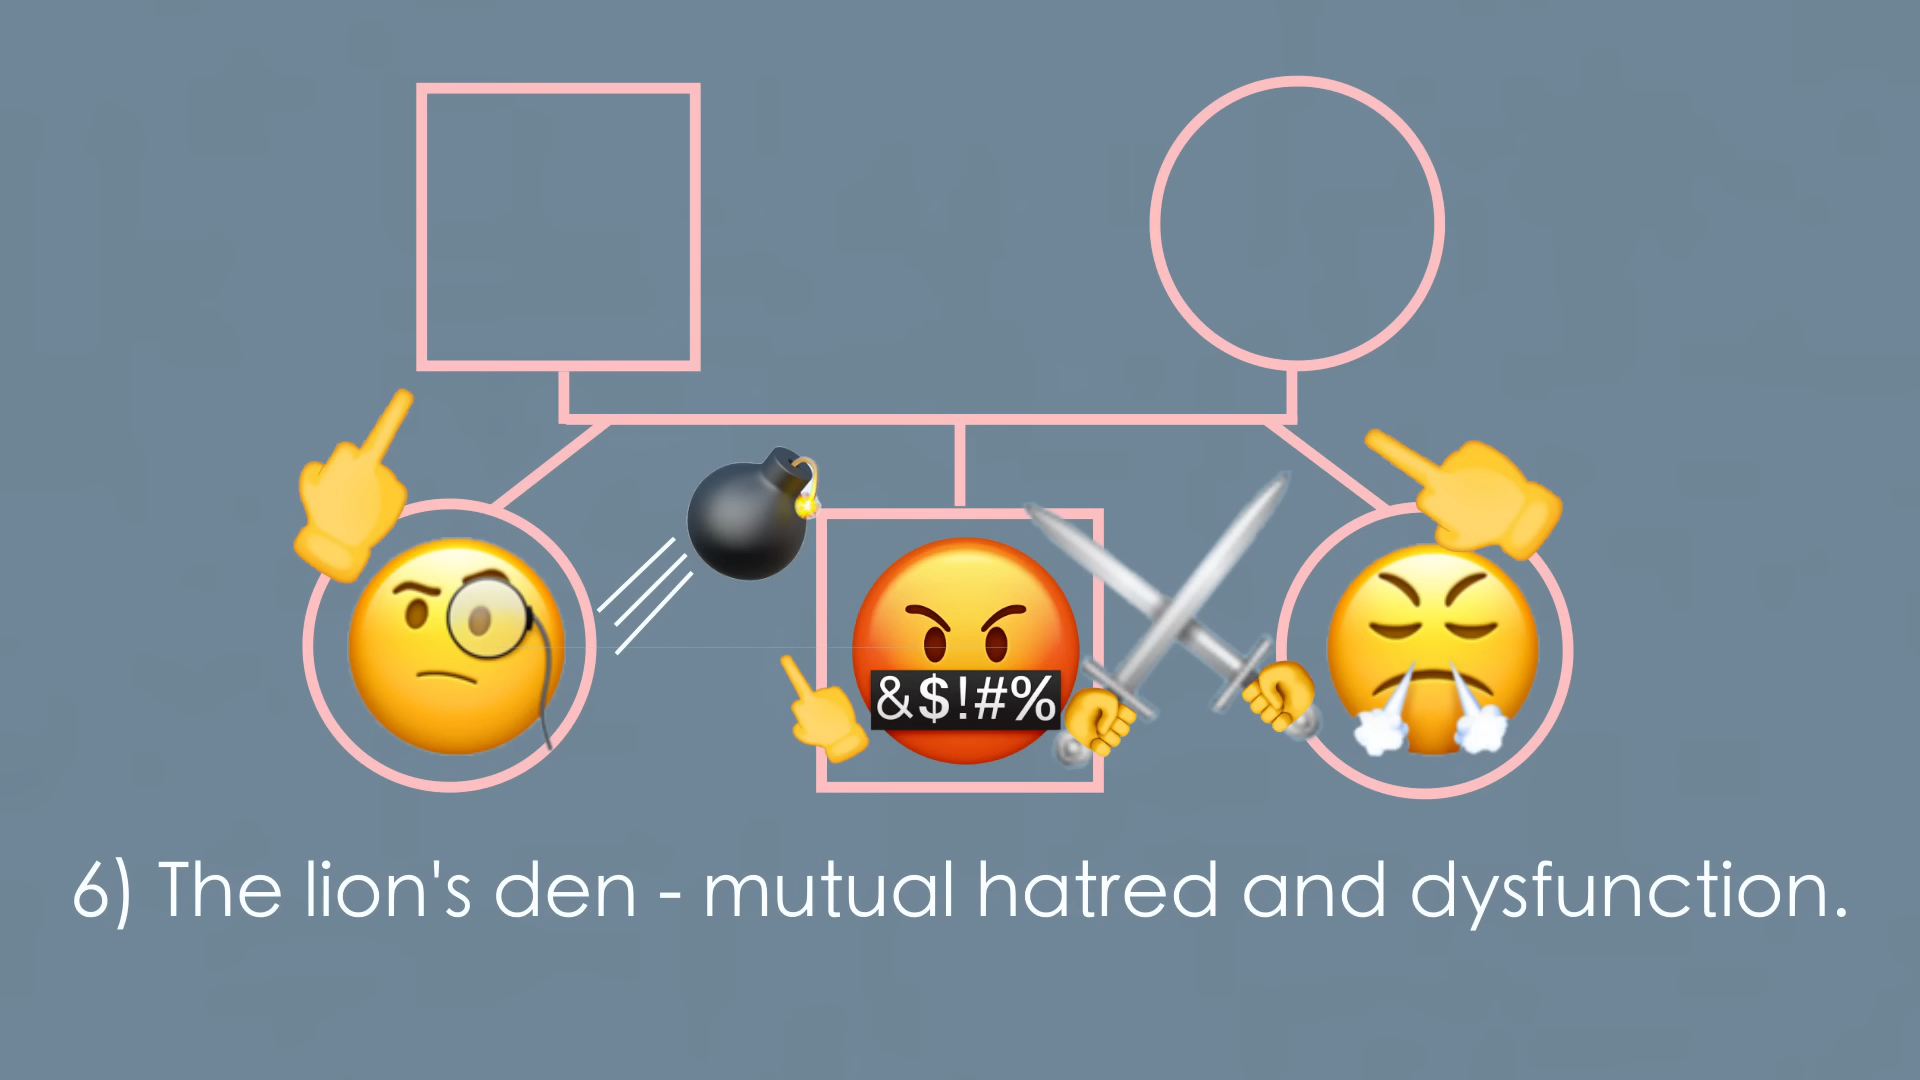 &$!#%
6) The lion's den - mutual hatred and dysfunction.